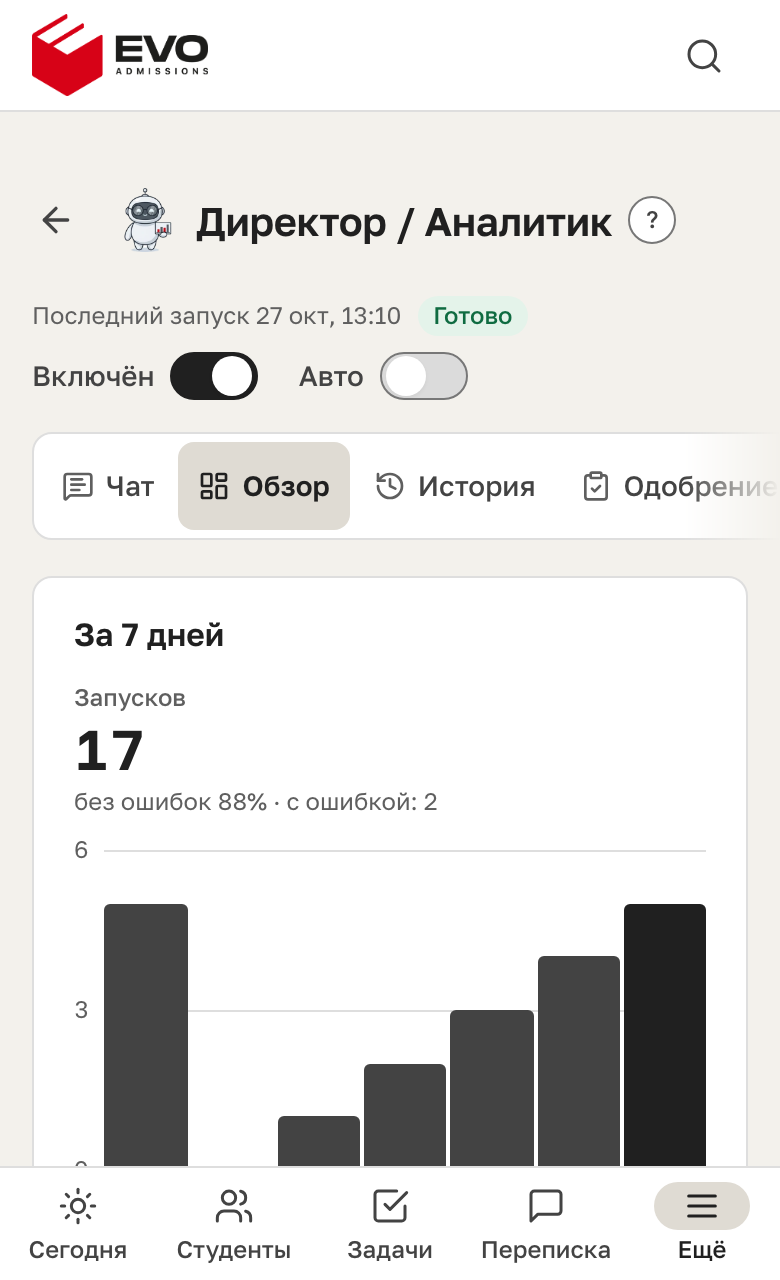 EVO
ADMISSIONS
Директор / Аналитик ?
Последний запуск 27 окт, 13:10 Готово
Включён Авто
Чат Обзор История Одобрение
За 7 дней
Запусков
17
без ошибок 88% · с ошибкой: 2
6
3
Сегодня Студенты Задачи Переписка Ещё